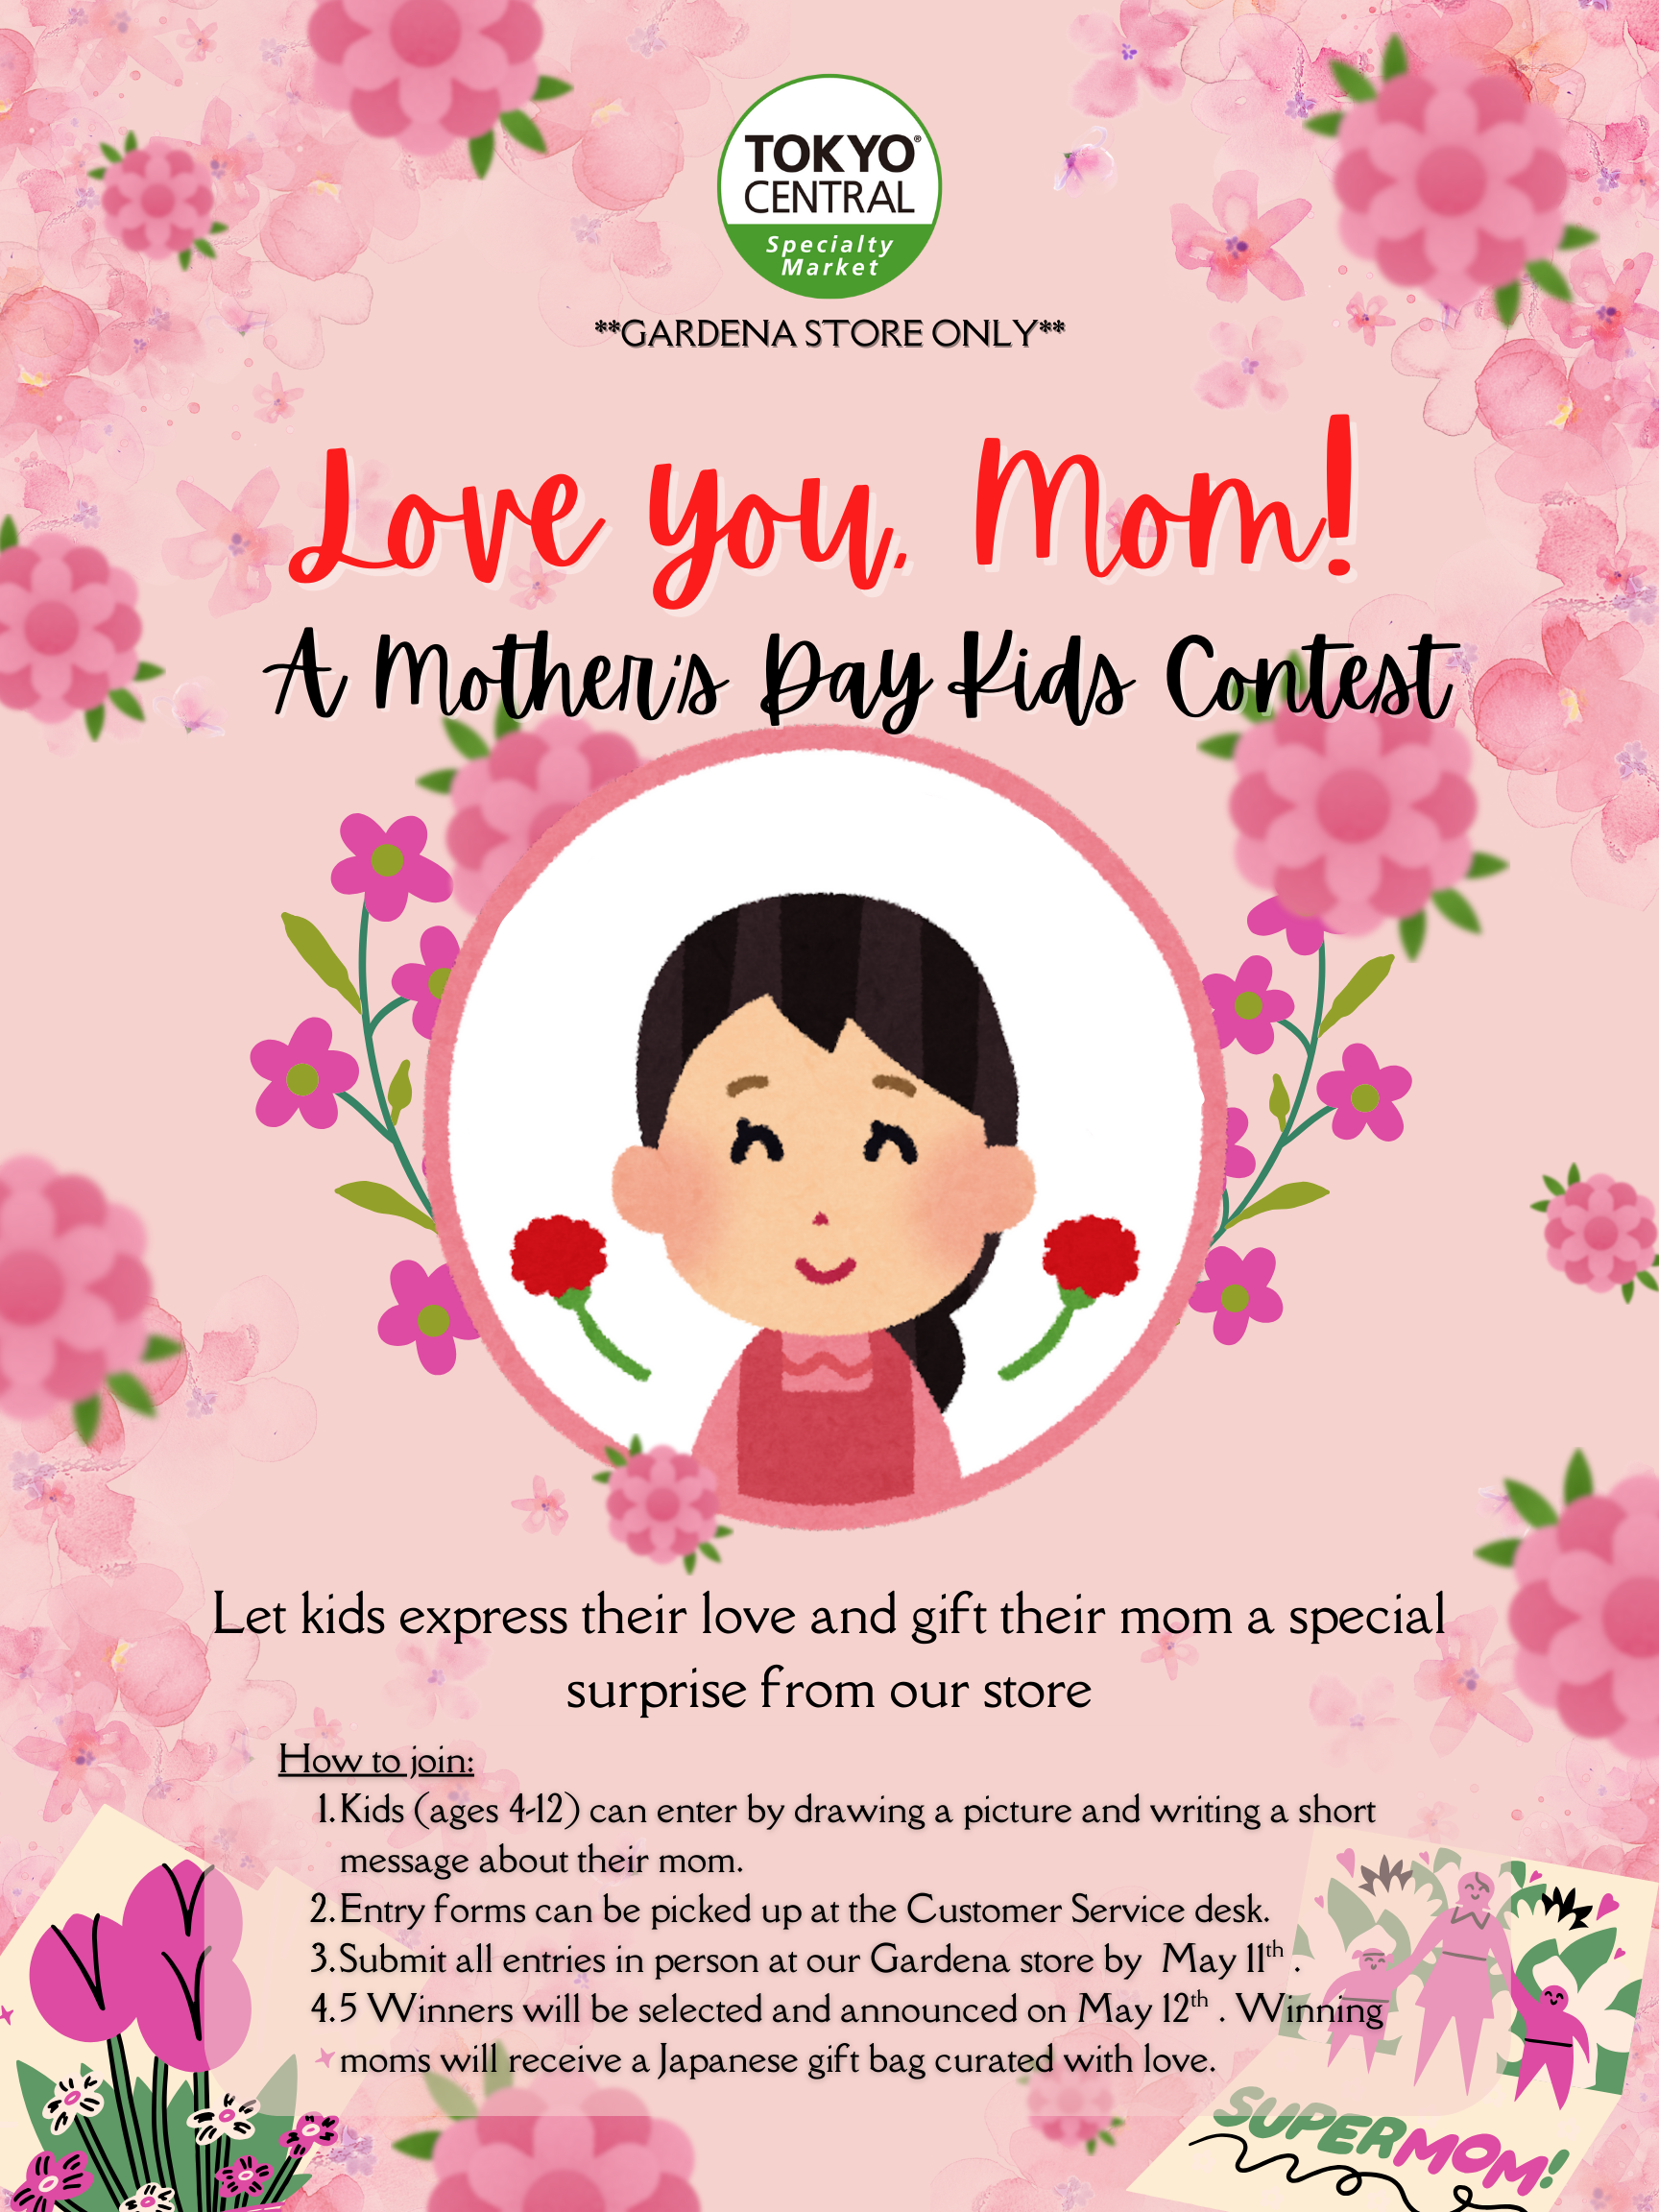 TOKYO®
CENTRAL
Specialty
Market
**GARDENA STORE ONLY**
Love you, Mom!
A Mother's Day Kids Contest
Let kids express their love and gift their mom a special
surprise from our store
How to join:
1. Kids (ages 4-12) can enter by drawing a picture and writing a short
message about their mom.
2. Entry forms can be picked up at the Customer Service desk.
3. Submit all entries in person at our Gardena store by May 11th .
4. 5 Winners will be selected and announced on May 12th . Winning
moms will receive a Japanese gift bag curated with love.
SUPERMOM!